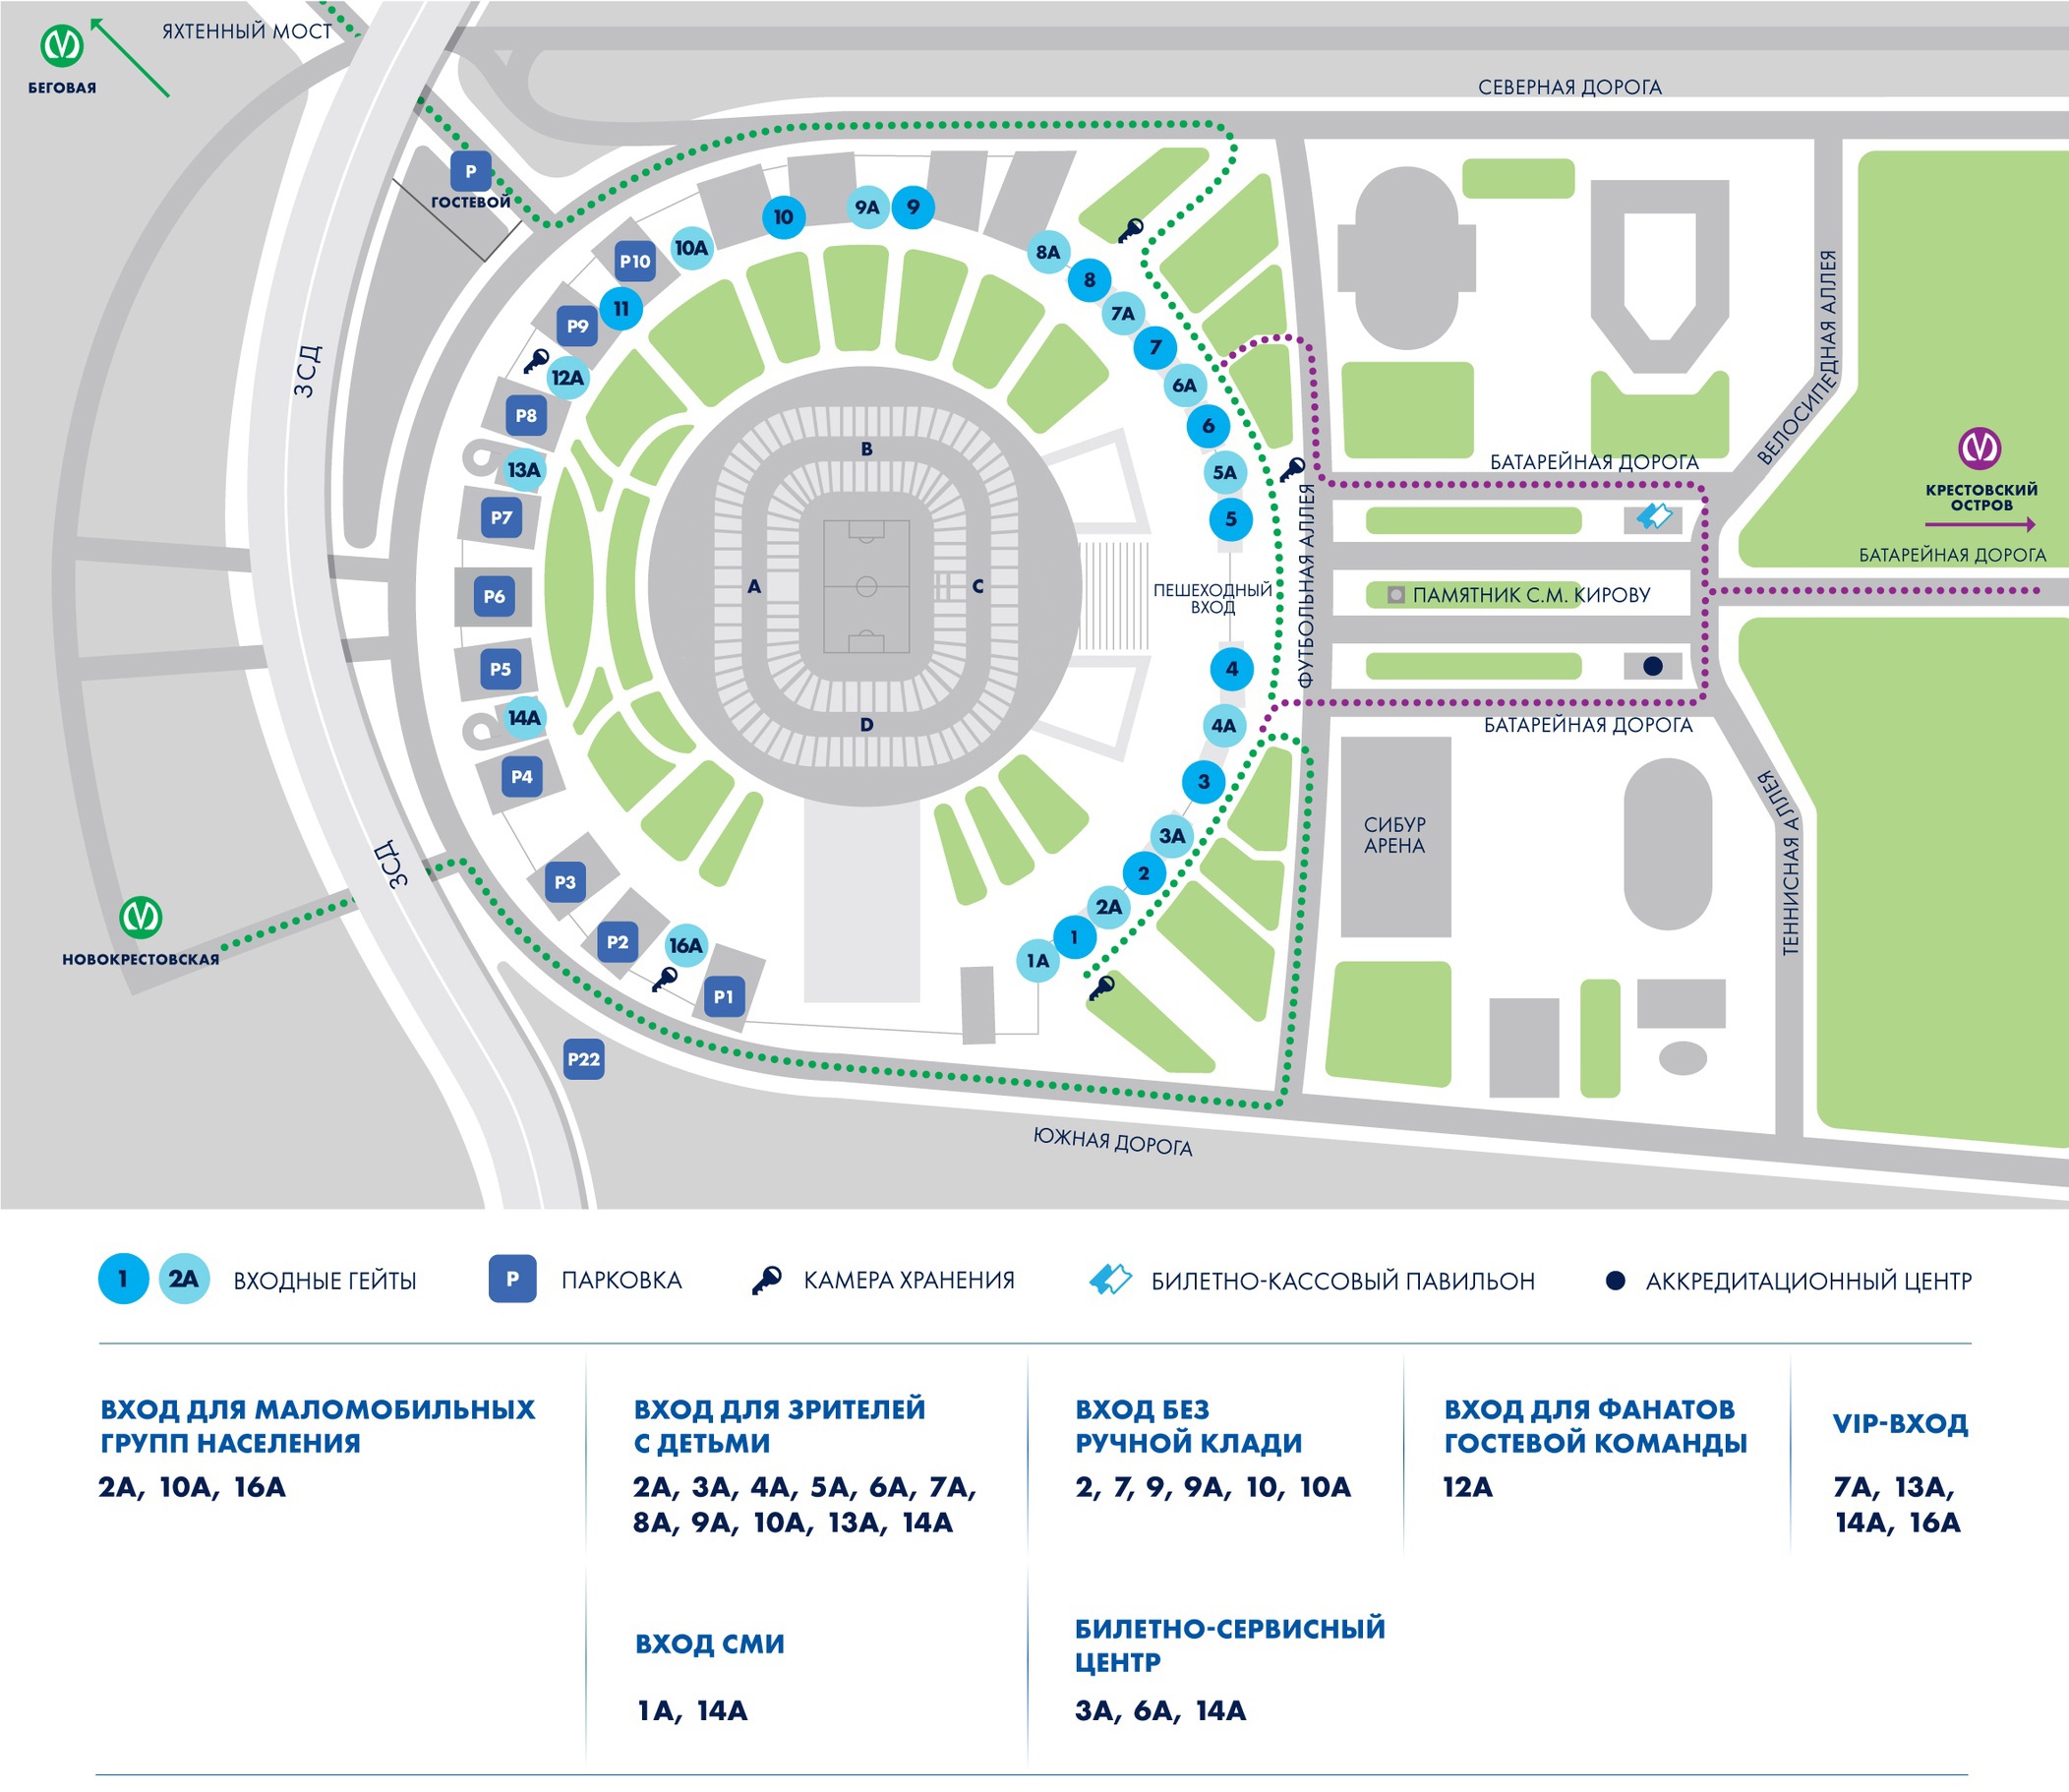 ЯХТЕННЫЙ МОСТ
БЕГОВАЯ
СЕВЕРНАЯ ДОРОГА
P
ГОСТЕВОЙ
10
9A
9
10A
P10
8A
8
11
P9
7A
7
12A
6A
P8
6
ЗСД
ВЕЛОСИПЕДНАЯ АЛЛЕЯ
B
13A
5A
БАТАРЕЙНАЯ ДОРОГА
КРЕСТОВСКИЙ
ОСТРОВ
P7
5
БАТАРЕЙНАЯ ДОРОГА
A
C
P6
ПЕШЕХОДНЫЙ
ВХОД
ФУТБОЛЬНАЯ АЛЛЕЯ
ПАМЯТНИК С.М. КИРОВУ
P5
4
14A
D
4A
БАТАРЕЙНАЯ ДОРОГА
P4
3
3A
СИБУР
АРЕНА
ТЕННИСНАЯ АЛЛЕЯ
ЗСД
P3
2
2A
НОВОКРЕСТОВСКАЯ
P2
16A
1
1A
P1
P22
ЮЖНАЯ ДОРОГА
1
2A
ВХОДНЫЕ ГЕЙТЫ
P
ПАРКОВКА
КАМЕРА ХРАНЕНИЯ
БИЛЕТНО-КАССОВЫЙ ПАВИЛЬОН
АККРЕДИТАЦИОННЫЙ ЦЕНТР
ВХОД ДЛЯ МАЛОМОБИЛЬНЫХ
ГРУПП НАСЕЛЕНИЯ
2A, 10A, 16A
ВХОД ДЛЯ ЗРИТЕЛЕЙ
С ДЕТЬМИ
2A, 3A, 4A, 5A, 6A, 7A,
8A, 9A, 10A, 13A, 14A
ВХОД БЕЗ
РУЧНОЙ КЛАДИ
2, 7, 9, 9A, 10, 10A
ВХОД ДЛЯ ФАНАТОВ
ГОСТЕВОЙ КОМАНДЫ
12A
VIP-ВХОД
7A, 13A,
14A, 16A
ВХОД СМИ
1A, 14A
БИЛЕТНО-СЕРВИСНЫЙ
ЦЕНТР
3A, 6A, 14A